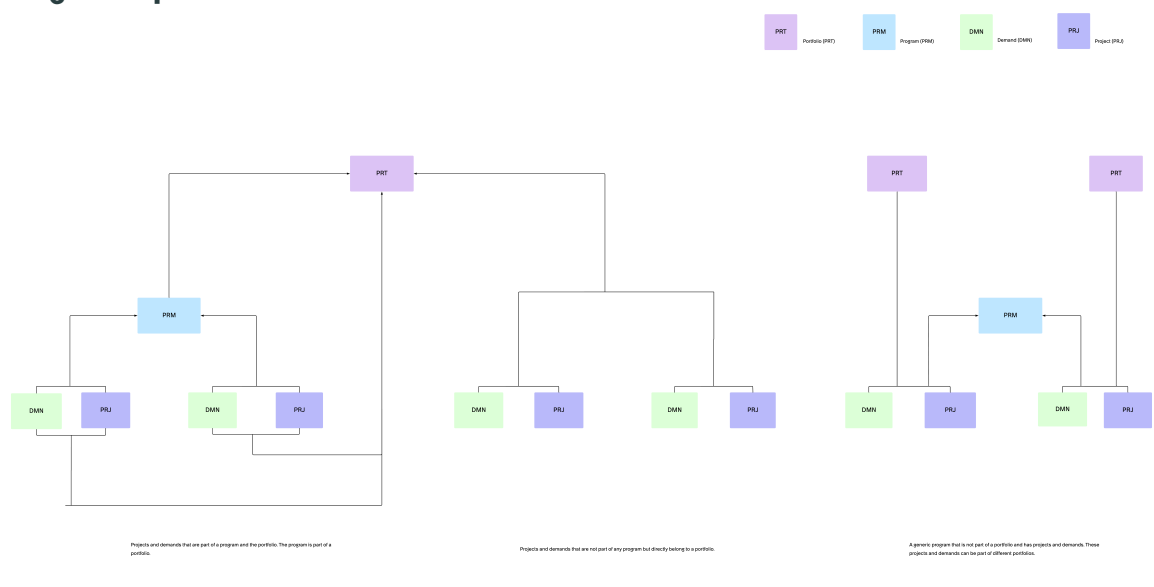 PRT
Portfolio (PRT)
PRM
Program (PRM)
DMN
Demand (DMN)
PRJ
Project (PRJ)
PRT
PRT
PRT
PRM
PRM
DMN
PRJ
DMN
PRJ
DMN
PRJ
DMN
PRJ
DMN
PRJ
DMN
PRJ
Projects and demands that are part of a program and the portfolio. The program is part of a
portfolio.
Projects and demands that are not part of any program but directly belong to a portfolio.
A generic program that is not part of a portfolio and has projects and demands. These
projects and demands can be part of different portfolios.